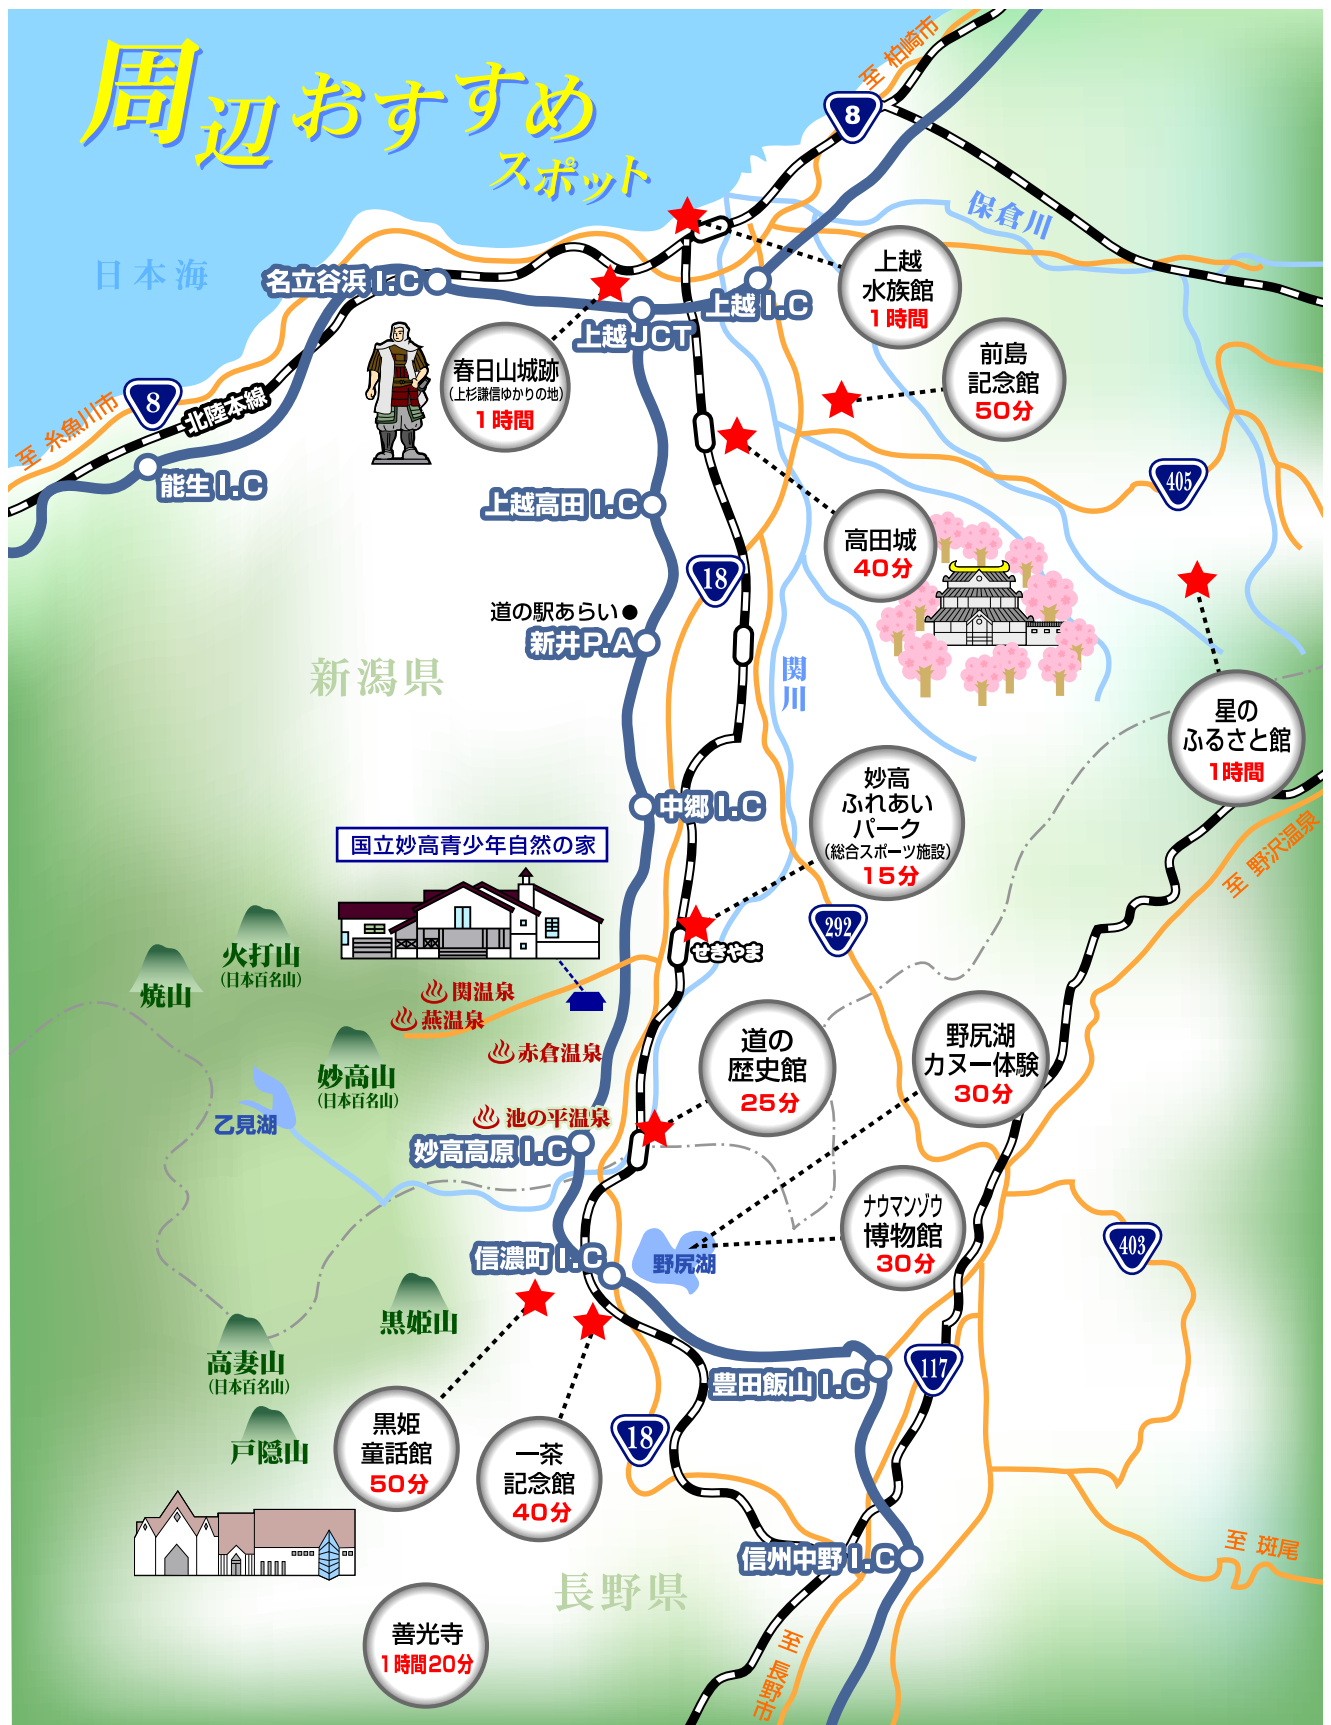 周辺おすすめ
スポット
至 柏崎市
8
保倉川
日本海
名立谷浜I.C
上越
水族館
1時間
上越I.C
上越JCT
前島
記念館
50分
春日山城跡
(上杉謙信ゆかりの地)
1時間
8
北陸本線
至 糸魚川市
能生I.C
上越高田I.C
405
高田城
40分
18
道の駅あらい
新井P.A
新潟県
関川
星の
ふるさと館
1時間
妙高
ふれあい
パーク
(総合スポーツ施設)
15分
中郷I.C
国立妙高青少年自然の家
至 野沢温泉
292
せきやま
火打山
(日本百名山)
焼山
関温泉
燕温泉
赤倉温泉
妙高山
(日本百名山)
乙見湖
池の平温泉
妙高高原I.C
道の
歴史館
25分
野尻湖
カヌー体験
30分
ナウマンゾウ
博物館
30分
403
信濃町I.C
野尻湖
黒姫山
高妻山
(日本百名山)
戸隠山
豊田飯山I.C
117
黒姫
童話館
50分
一茶
記念館
40分
18
信州中野I.C
至 斑尾
長野県
善光寺
1時間20分
至 長野市